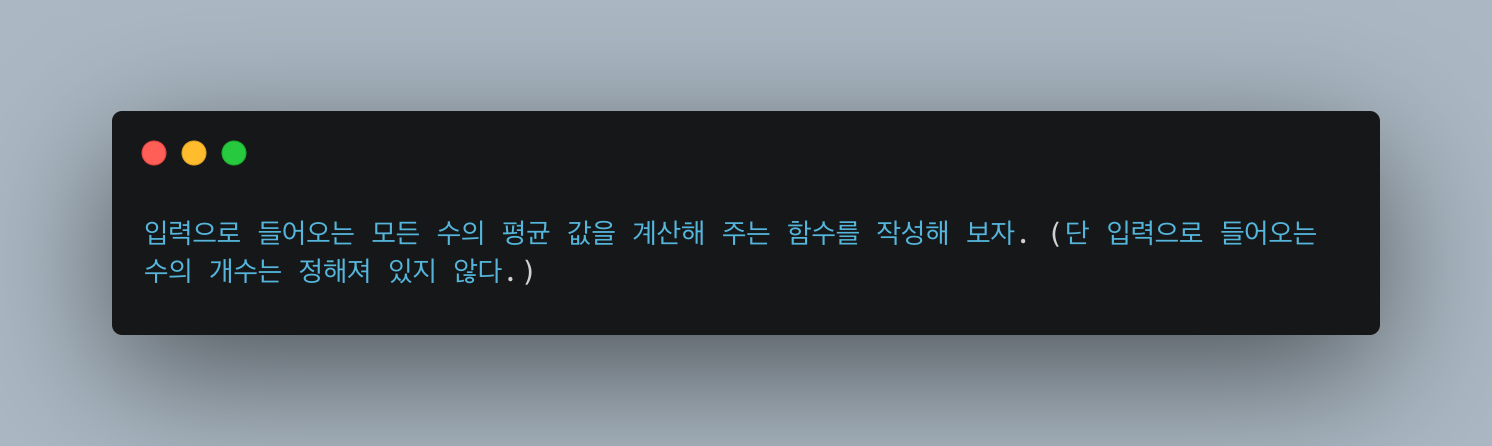 입력으로 들어오는 모든 수의 평균 값을 계산해 주는 함수를 작성해 보자. (단 입력으로 들어오는
수의 개수는 정해져 있지 않다.)